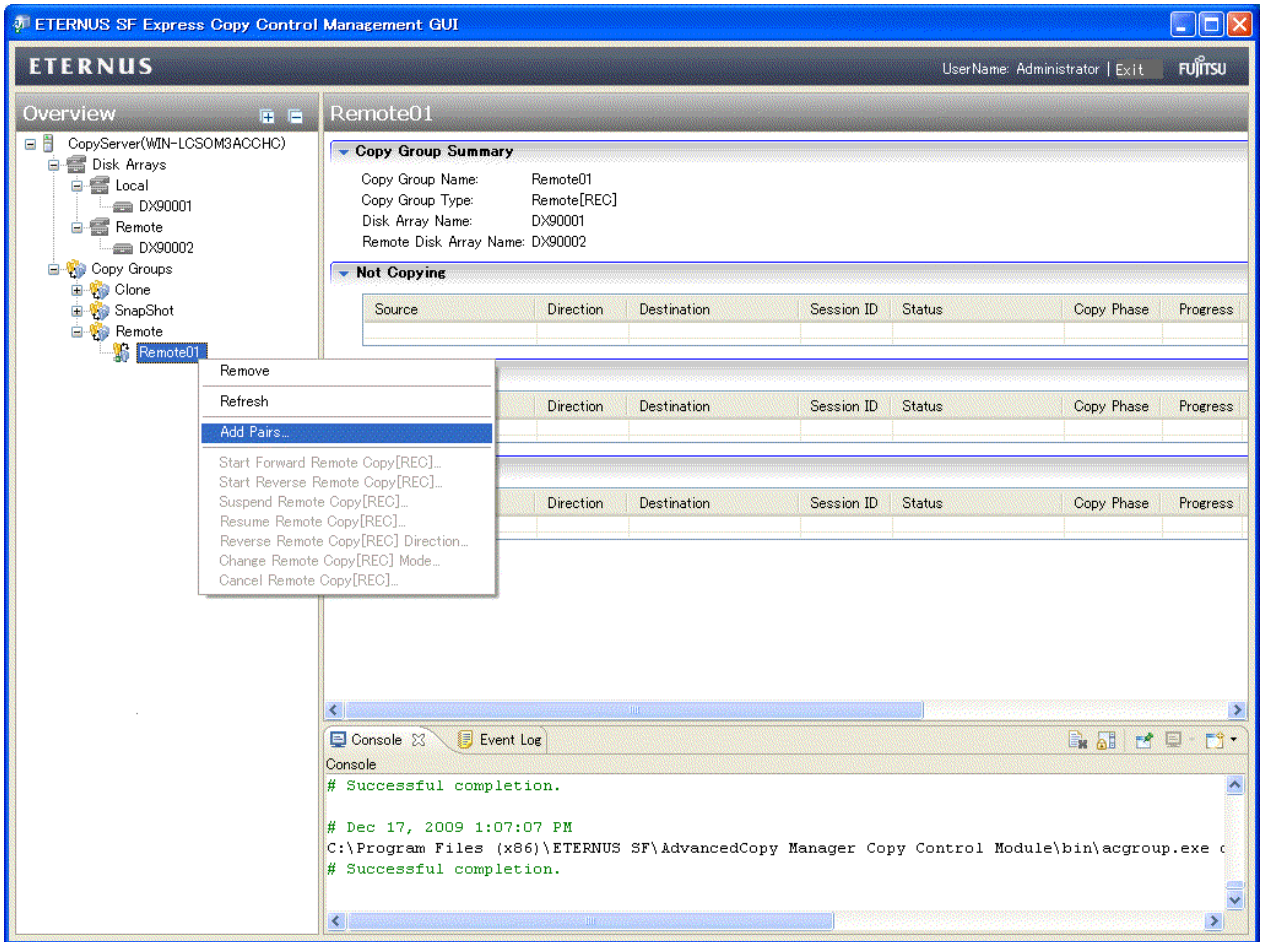 ETERNUS SF Express Copy Control Management GUI
ETERNUS
UserName: Administrator | Exit
FUJITSU
Overview
CopyServer(WIN-LCSOM3ACCHC)
Disk Arrays
Local
DX90001
Remote
DX90002
Copy Groups
Clone
SnapShot
Remote
Remote01
Remove
Refresh
Add Pairs...
Start Forward Remote Copy[REC]...
Start Reverse Remote Copy[REC]...
Suspend Remote Copy[REC]...
Resume Remote Copy[REC]...
Reverse Remote Copy[REC] Direction...
Change Remote Copy[REC] Mode...
Cancel Remote Copy[REC]...
Remote01
Copy Group Summary
Copy Group Name: Remote01
Copy Group Type: Remote[REC]
Disk Array Name: DX90001
Remote Disk Array Name: DX90002
Not Copying
Source Direction Destination Session ID Status Copy Phase Progress
Direction Destination Session ID Status Copy Phase Progress
Direction Destination Session ID Status Copy Phase Progress
Console Event Log
Console
# Successful completion.
# Dec 17, 2009 1:07:07 PM
C:\Program Files (x86)\ETERNUS SF\AdvancedCopy Manager Copy Control Module\bin\acgroup.exe
# Successful completion.